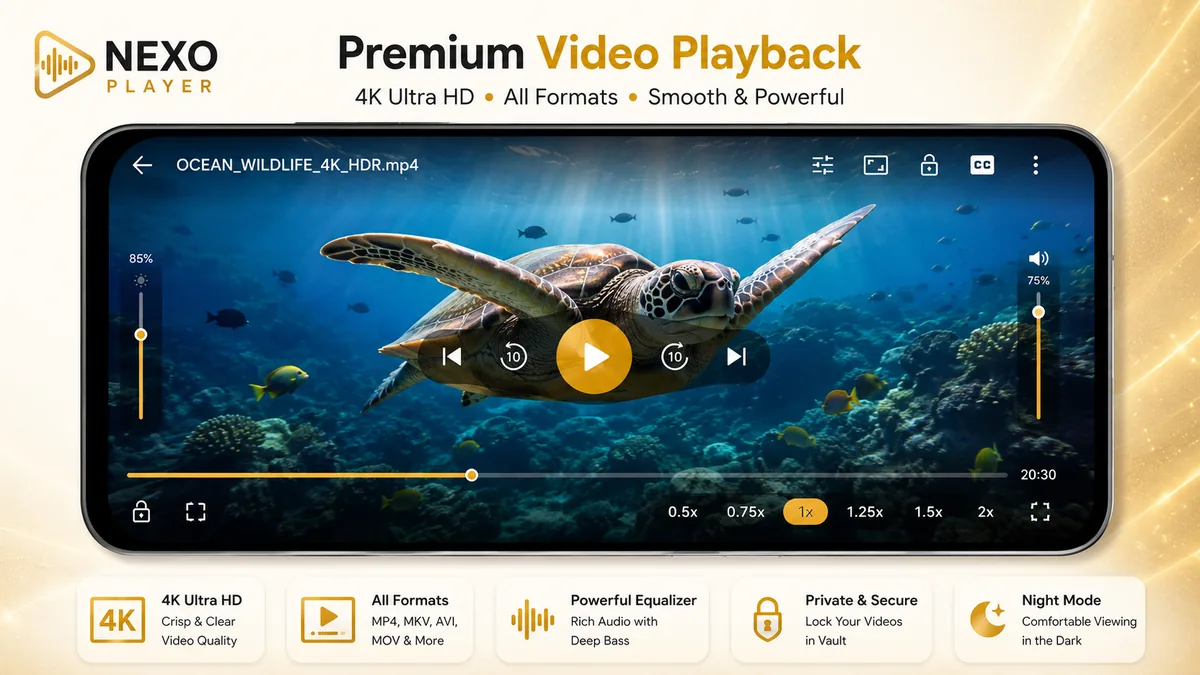 NEXO
PLAYER
Premium Video Playback
4K Ultra HD • All Formats • Smooth & Powerful
OCEAN_WILDLIFE_4K_HDR.mp4
CC
85%
75%
10
10
20:30
0.5x 0.75x 1x 1.25x 1.5x 2x
4K
4K Ultra HD
Crisp & Clear
Video Quality
All Formats
MP4, MKV, AVI,
MOV & More
Powerful Equalizer
Rich Audio with
Deep Bass
Private & Secure
Lock Your Videos
in Vault
Night Mode
Comfortable Viewing
in the Dark